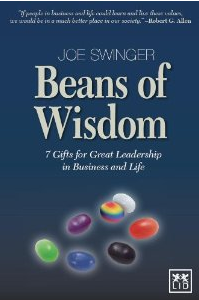 "If people in business and life could learn and live these values,
we would be in a much better place in our society." –Robert G. Allen
JOE SWINGER
Beans of
Wisdom
7 Gifts for Great Leadership
in Business and Life
LID